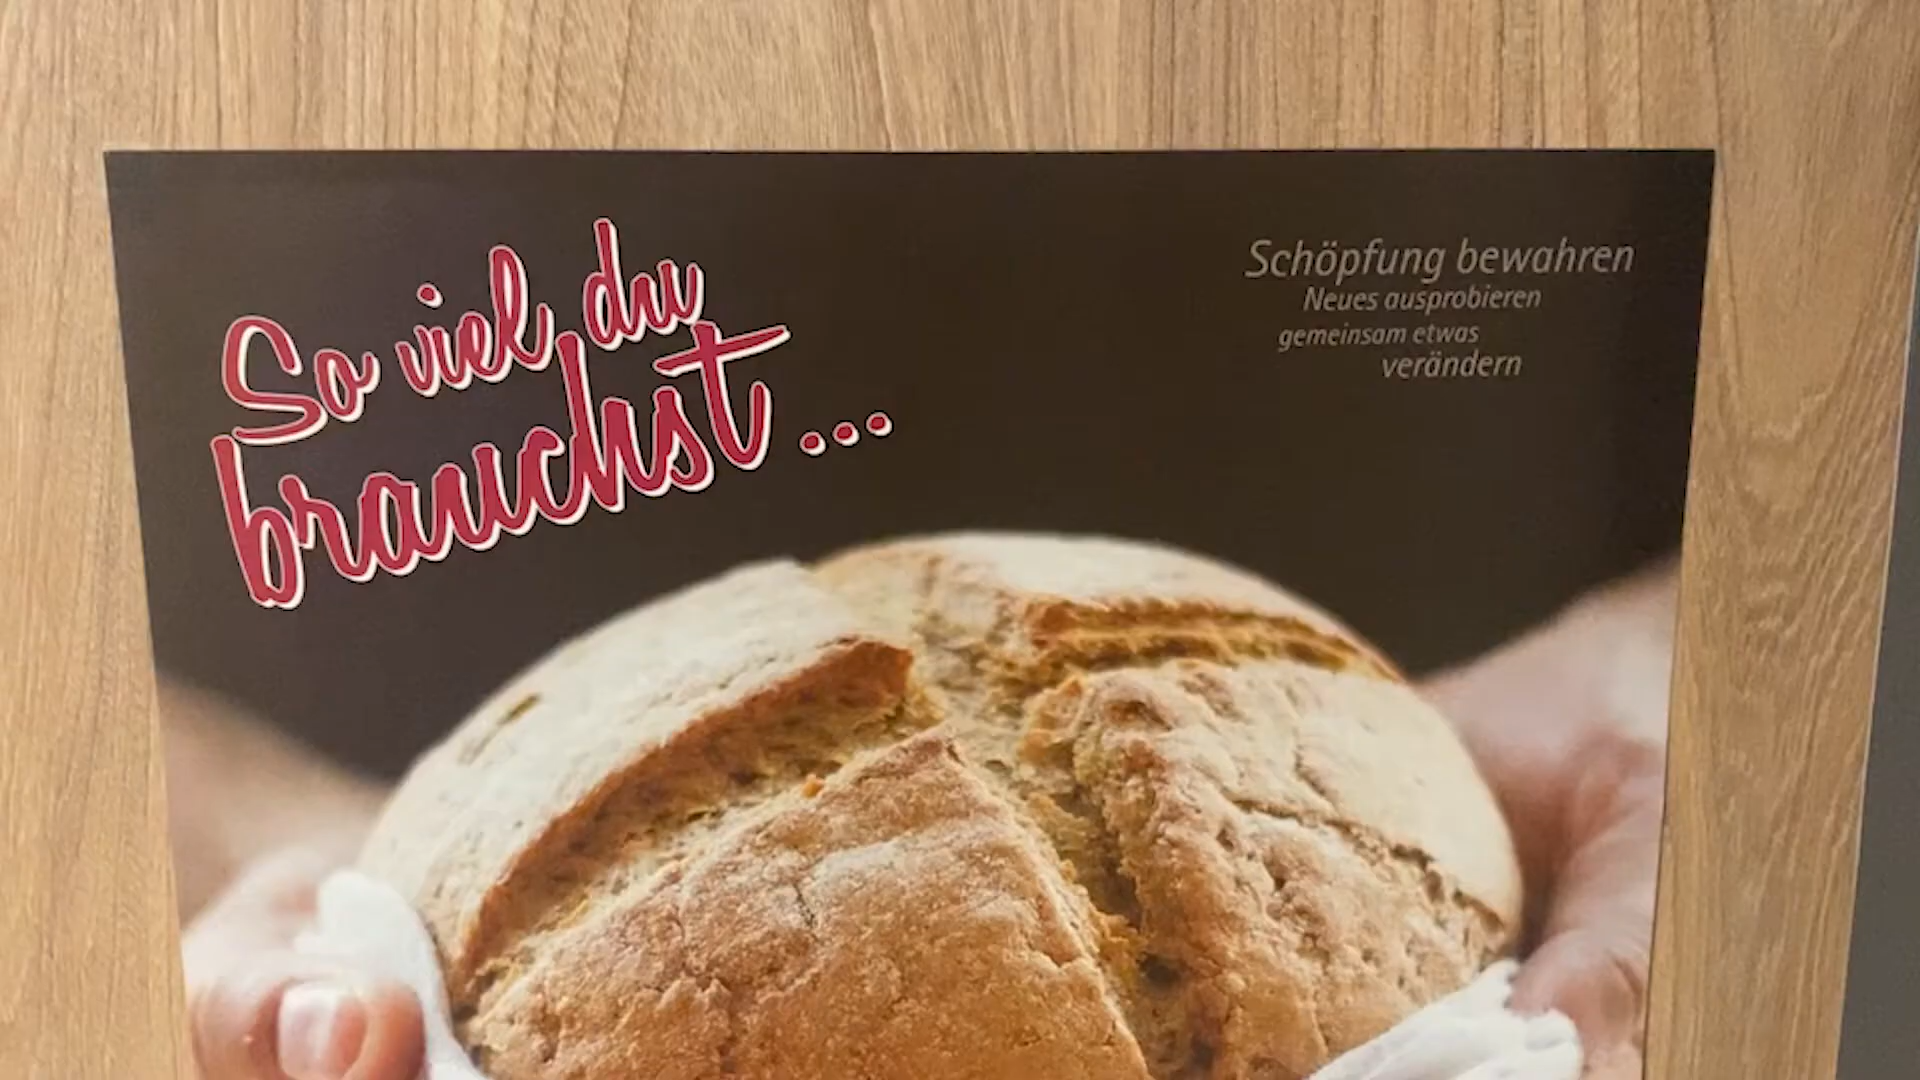 So viel du
brauchst ...
Schöpfung bewahren
Neues ausprobieren
gemeinsam etwas
verändern